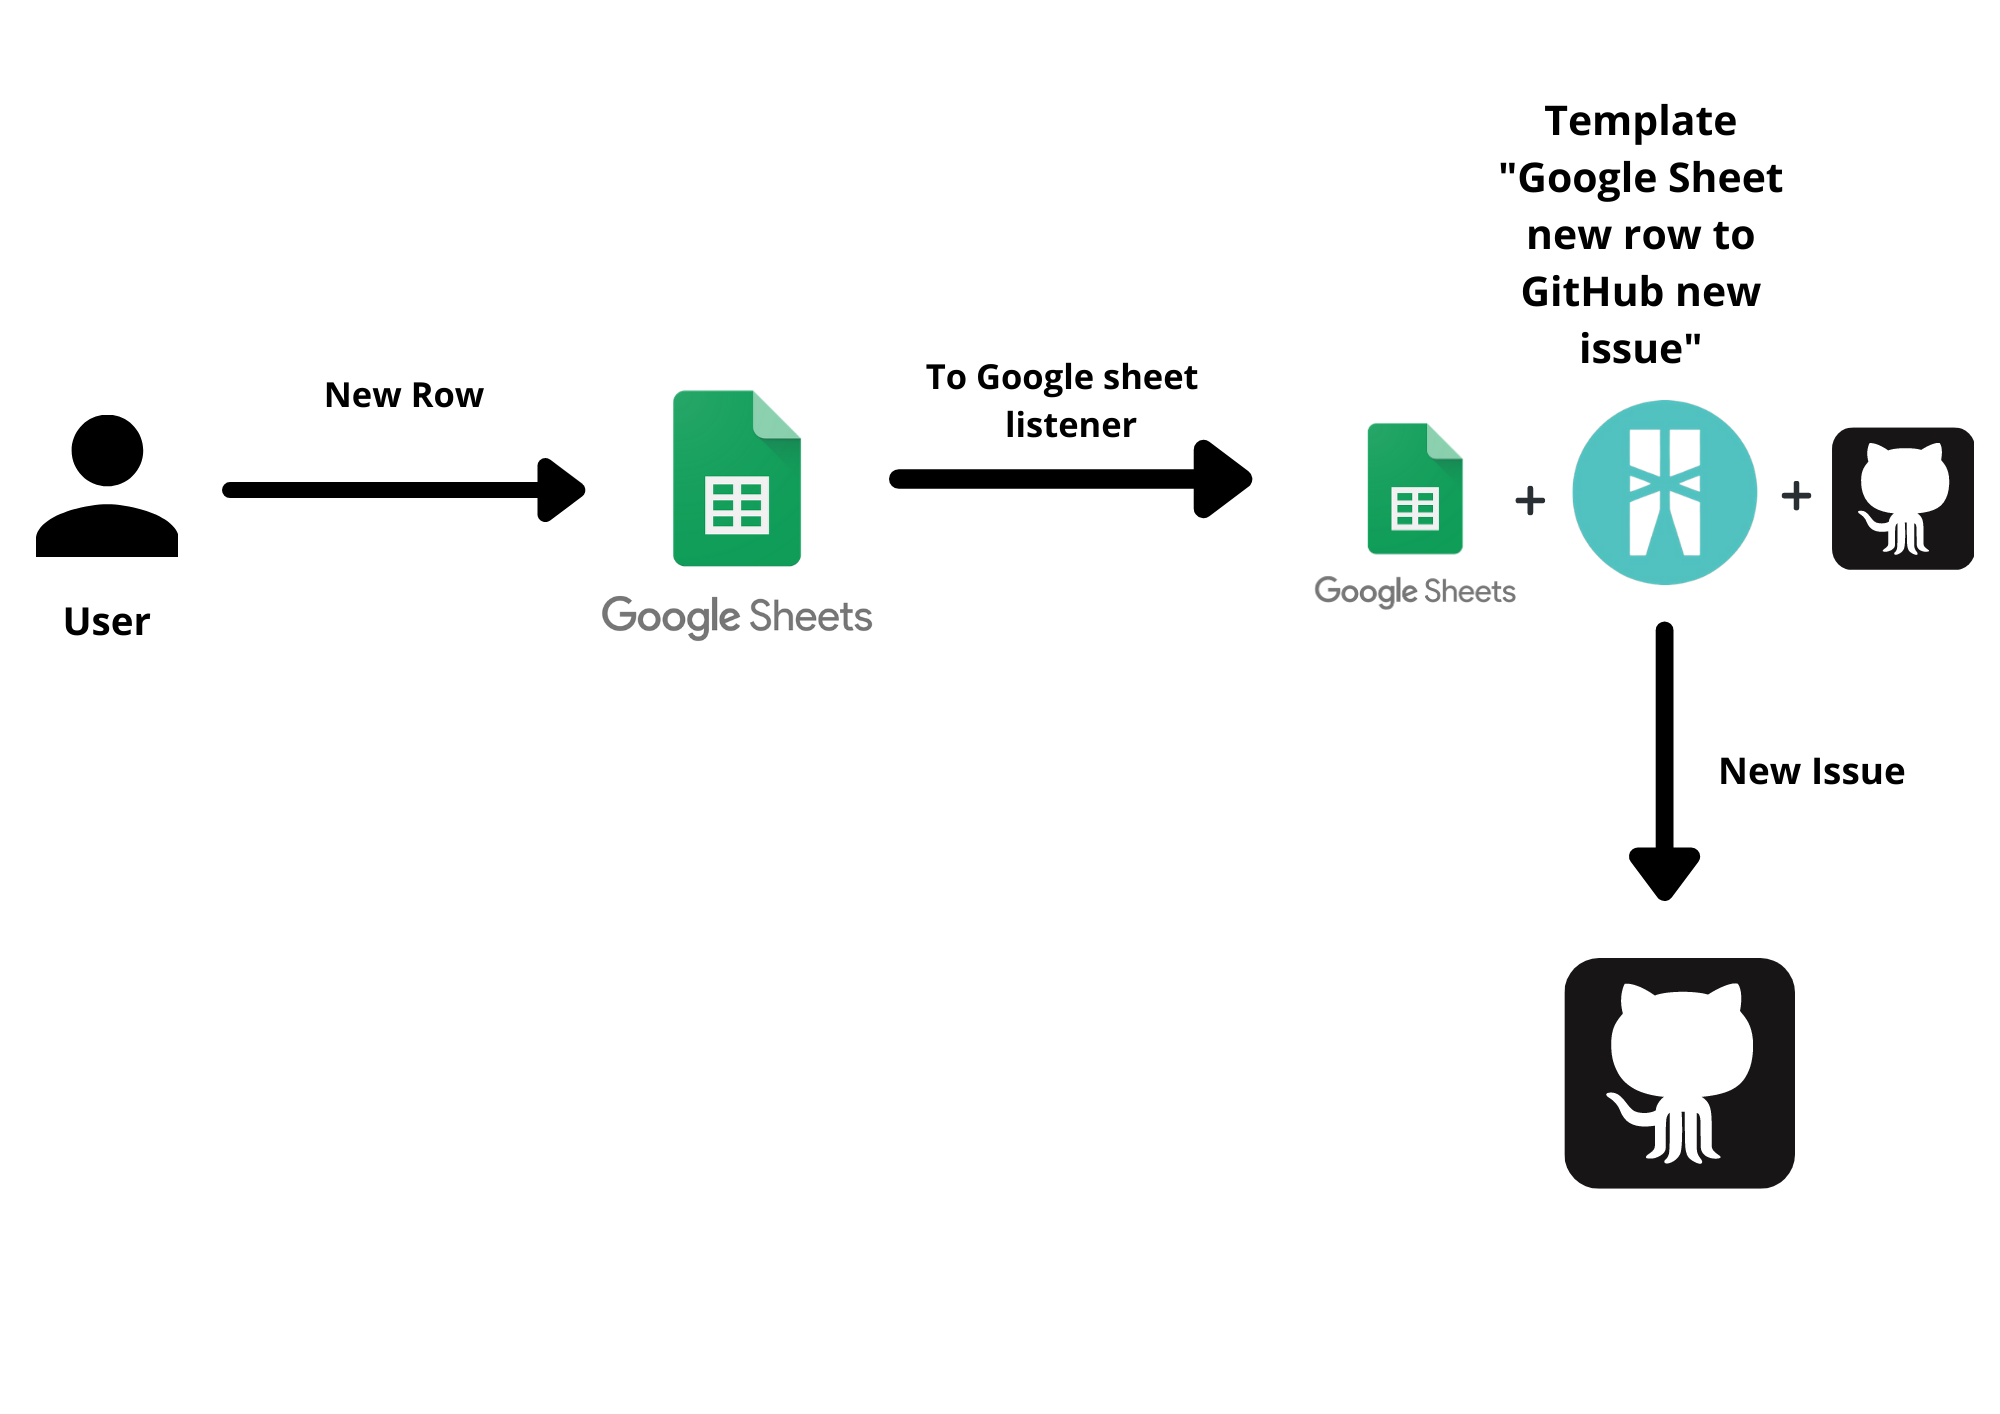 Template
"Google Sheet
new row to
GitHub new
issue"
New Row
To Google sheet
listener
User
Google Sheets
Google Sheets
New Issue